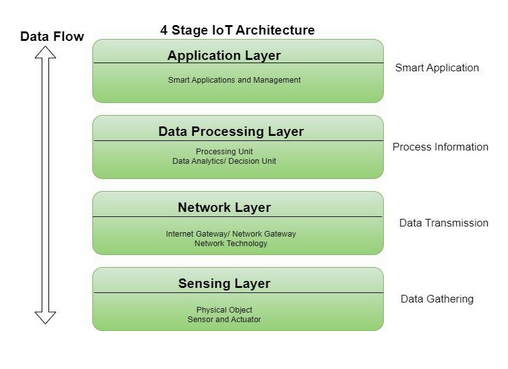 4 Stage IoT Architecture
Data Flow
Application Layer
Smart Applications and Management
Smart Application
Data Processing Layer
Processing Unit
Data Analytics/ Decision Unit
Process Information
Network Layer
Internet Gateway/ Network Gateway
Network Technology
Data Transmission
Sensing Layer
Physical Object
Sensor and Actuator
Data Gathering